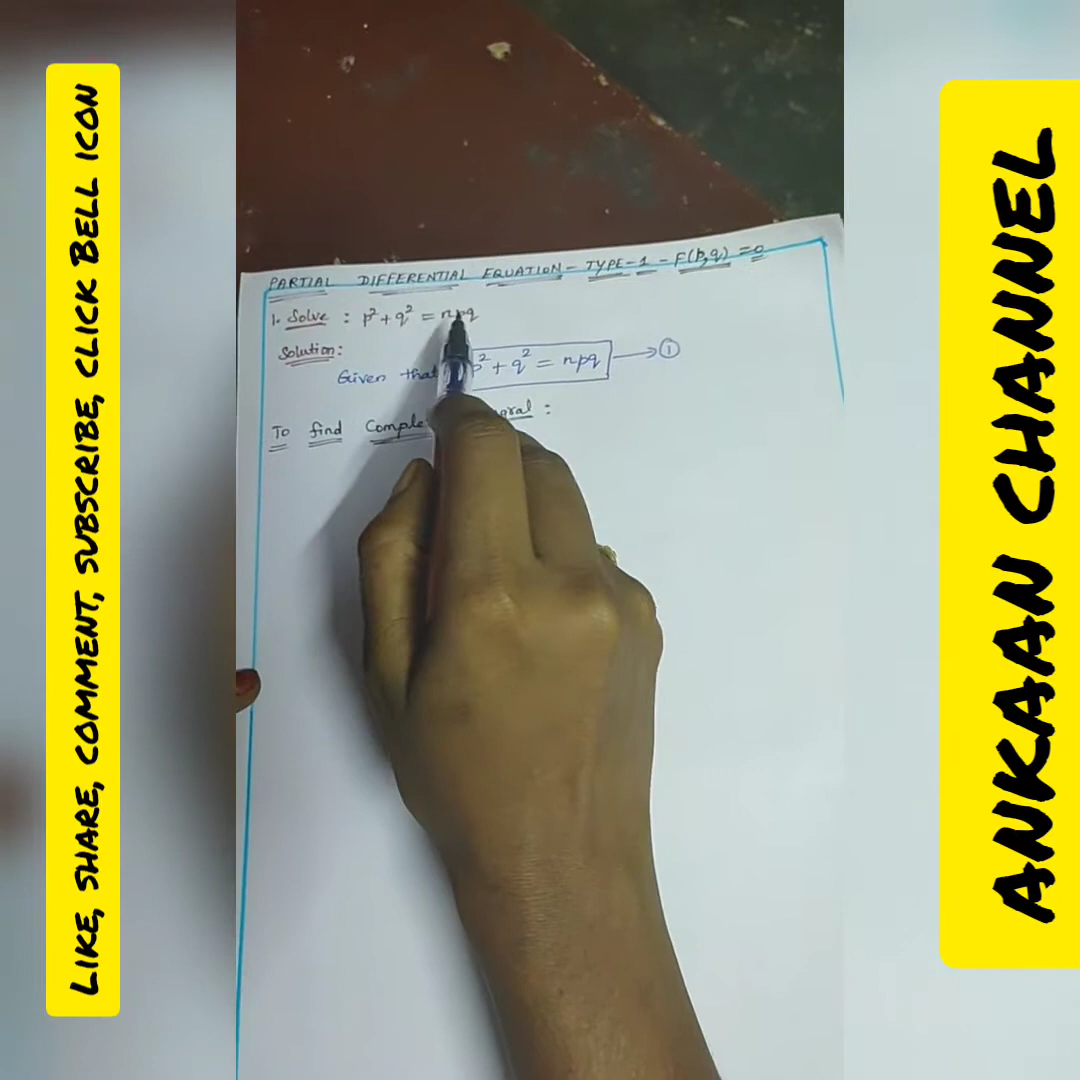 LIKE, SHARE, COMMENT, SUBSCRIBE, CLICK BELL ICON
PARTIAL DIFFERENTIAL EQUATION - TYPE-1 - F(p,q) = 0
1. Solve : p² + q² = npq
Solution:
Given that p² + q² = npq → ①
To find
ANKAAN CHANNEL